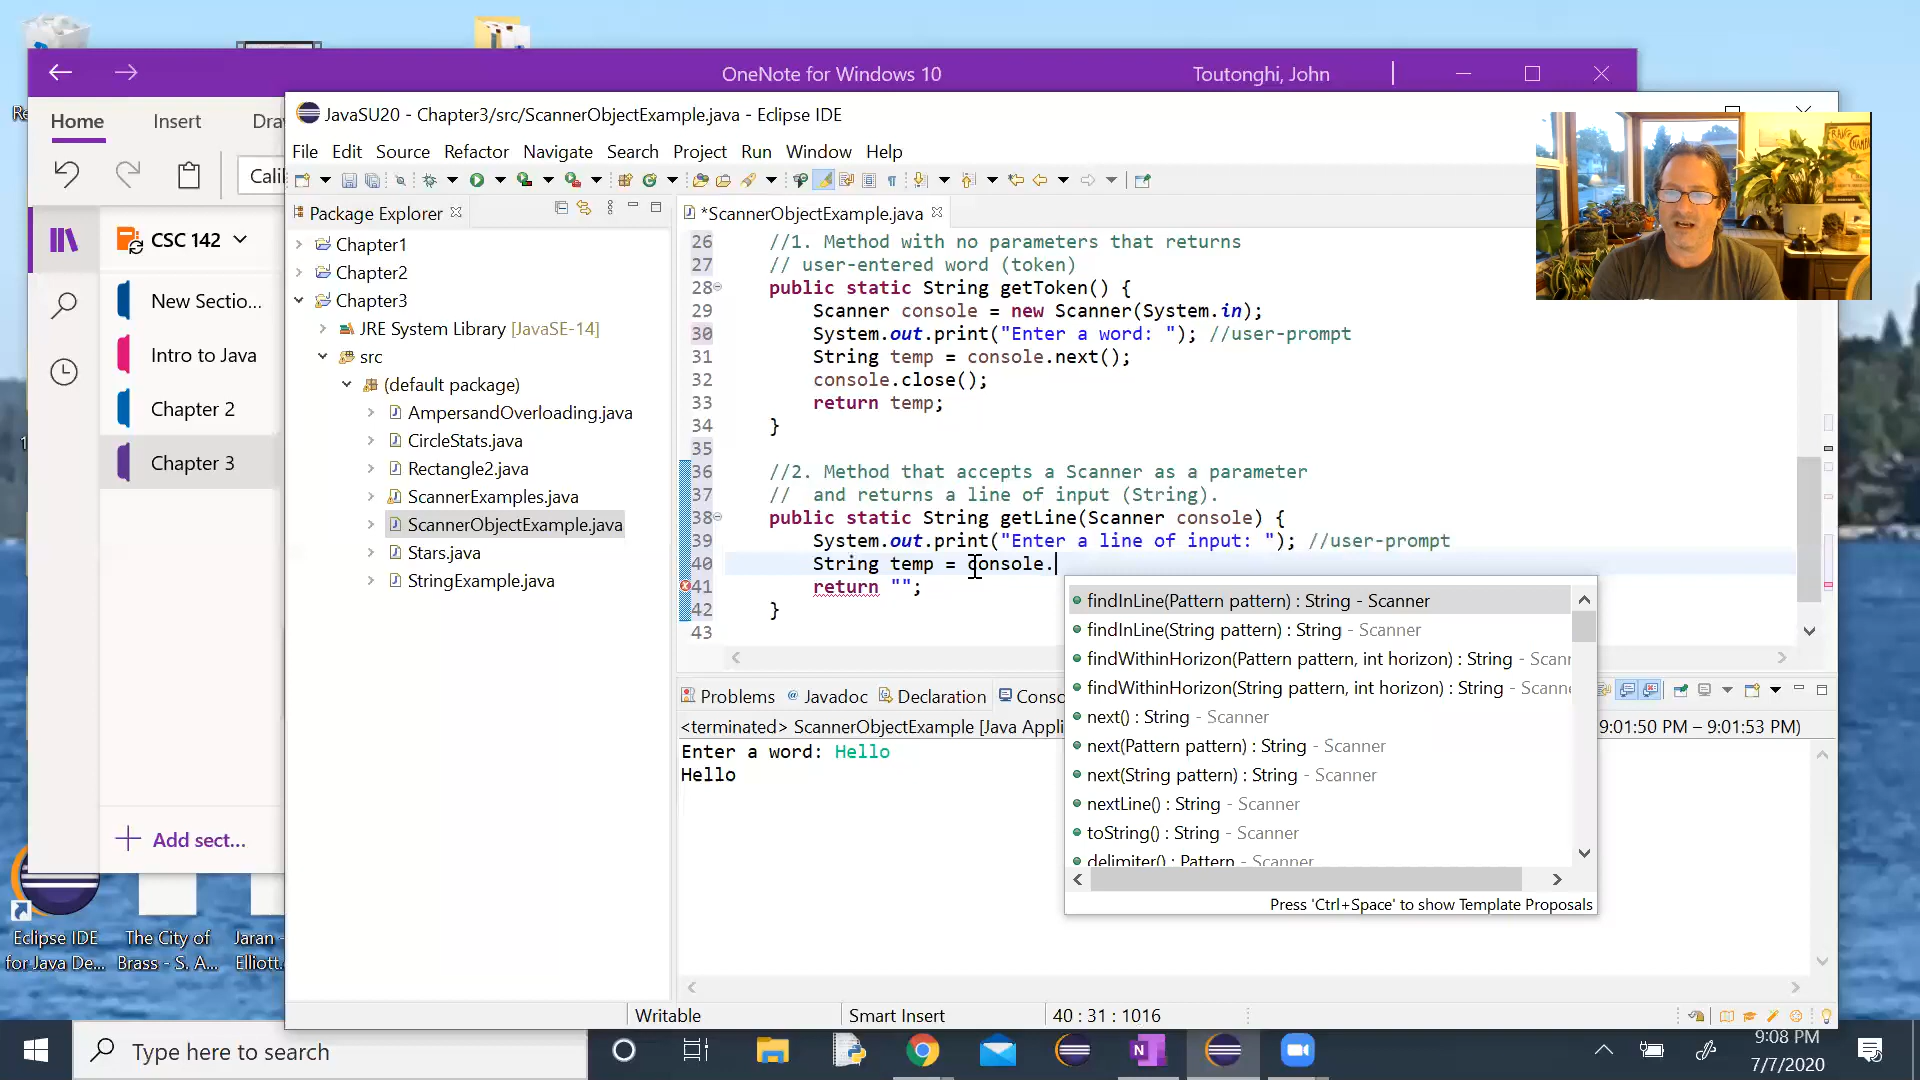 OneNote for Windows 10
Toutonghi, John
Home
Insert
Dra
Cali
CSC 142
New Sectio...
Intro to Java
Chapter 2
Chapter 3
Add sect...
JavaSU20 - Chapter3/src/ScannerObjectExample.java - Eclipse IDE
File Edit Source Refactor Navigate Search Project Run Window Help
Package Explorer
Chapter1
Chapter2
Chapter3
JRE System Library [JavaSE-14]
src
(default package)
AmpersandOverloading.java
CircleStats.java
Rectangle2.java
ScannerExamples.java
ScannerObjectExample.java
Stars.java
StringExample.java
*ScannerObjectExample.java
26 //1. Method with no parameters that returns
27 // user-entered word (token)
28 public static String getToken() {
29 Scanner console = new Scanner(System.in);
30 System.out.print("Enter a word: "); //user-prompt
31 String temp = console.next();
32 console.close();
33 return temp;
34 }
35
36 //2. Method that accepts a Scanner as a parameter
37 // and returns a line of input (String).
38 public static String getLine(Scanner console) {
39 System.out.print("Enter a line of input: "); //user-prompt
40 String temp = console.
41 return "";
42 }
43
findInLine(Pattern pattern) : String - Scanner
findInLine(String pattern) : String - Scanner
findWithinHorizon(Pattern pattern, int horizon) : String - Scann
findWithinHorizon(String pattern, int horizon) : String - Scann
next() : String - Scanner
next(Pattern pattern) : String - Scanner
next(String pattern) : String - Scanner
nextLine() : String - Scanner
toString() : String - Scanner
delimiter() : Pattern - Scanner
Press 'Ctrl+Space' to show Template Proposals
Problems Javadoc Declaration Conso
<terminated> ScannerObjectExample [Java Appli
9:01:50 PM – 9:01:53 PM)
Enter a word: Hello
Hello
Writable
Smart Insert
40 : 31 : 1016
Eclipse IDE
for Java De...
The City of
Brass - S. A...
Jaran -
Elliott.
Type here to search
9:08 PM
7/7/2020